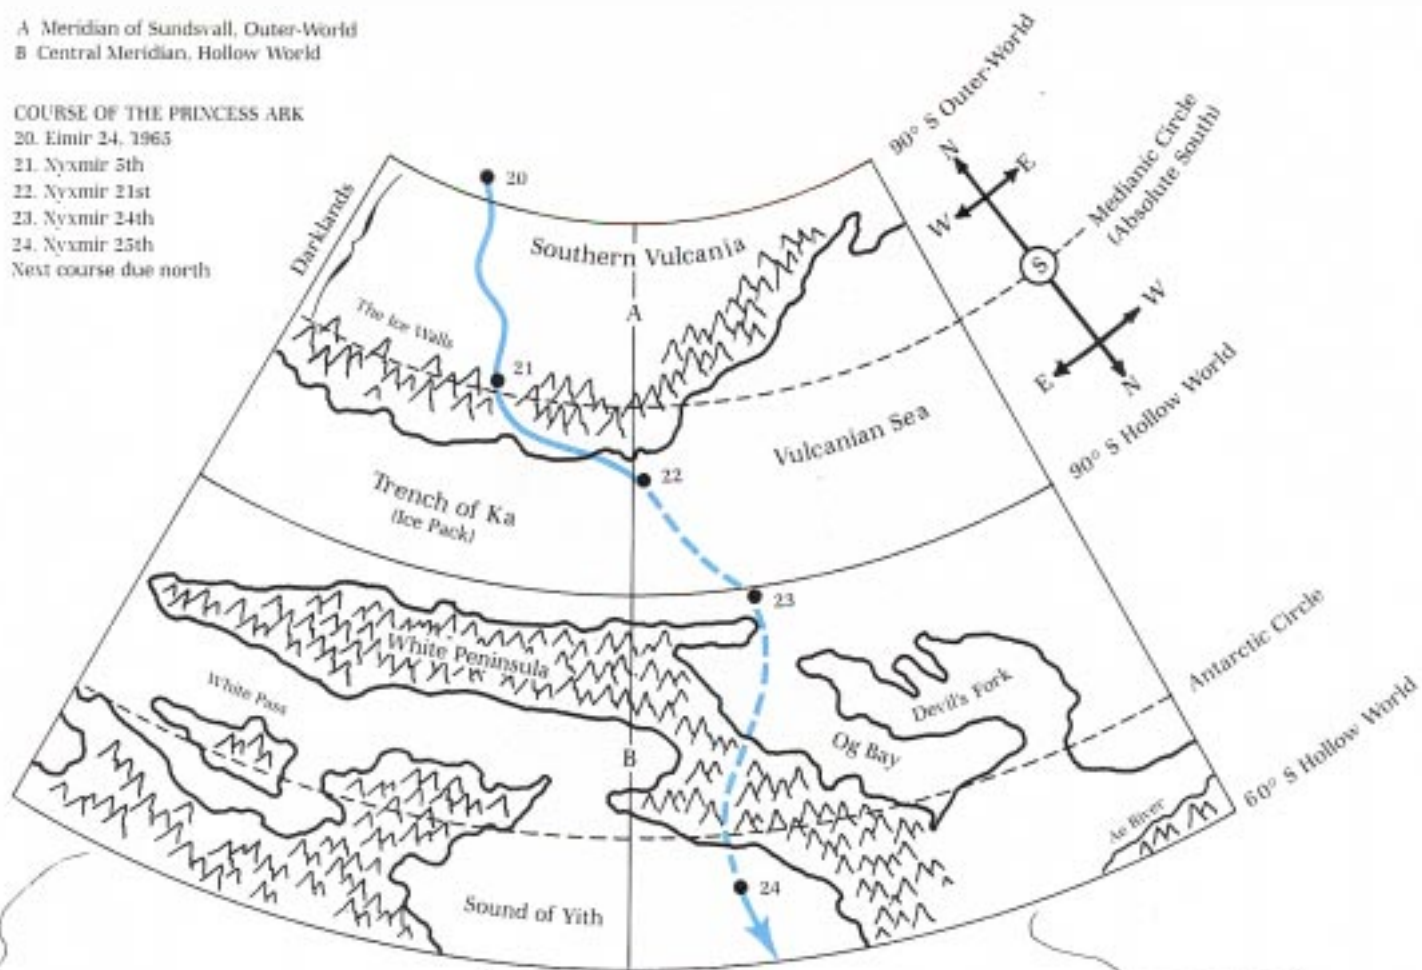 A Meridian of Sundsvall, Outer-World
B Central Meridian, Hollow World
COURSE OF THE PRINCESS ARK
20. Eimir 24, 1965
21. Nyxmir 5th
22. Nyxmir 21st
23. Nyxmir 24th
24. Nyxmir 25th
Next course due north
90° S Outer-World
N
E
W
Medianic Circle
(Absolute South)
S
W
E
N
90° S Hollow World
Darklands
20
Southern Vulcania
The Ice Walls
A
21
Vulcanian Sea
22
Trench of Ka
(Ice Pack)
23
White Peninsula
Antarctic Circle
White Pass
Devil's Fork
Og Bay
B
60° S Hollow World
Ae River
24
Sound of Yith